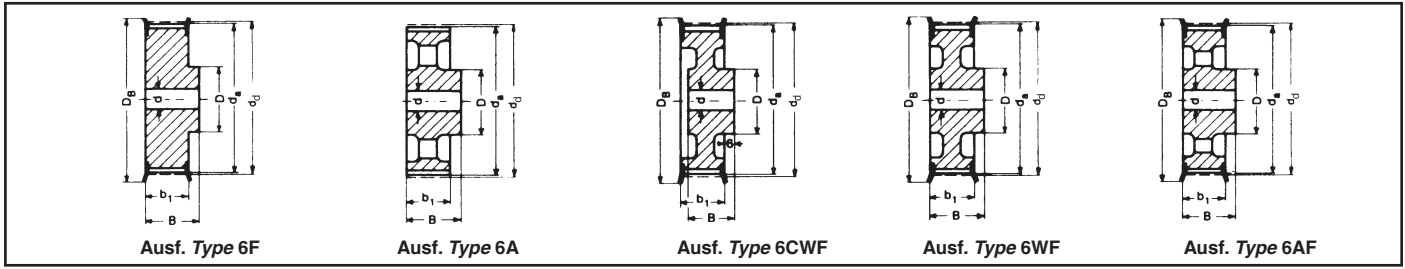 D_B d D d_a d_d
b_1
B
Ausf. Type 6F
d D d_a d_d
b_1
B
Ausf. Type 6A
D_B d D d_a d_d
6
b_1
B
Ausf. Type 6CWF
D_B d D d_a d_d
b_1
B
Ausf. Type 6WF
D_B d D d_a d_d
b_1
B
Ausf. Type 6AF